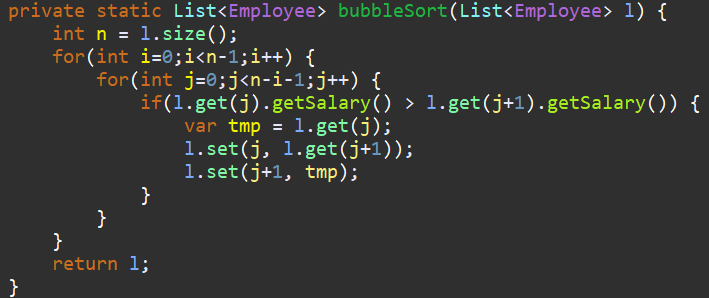 private static List<Employee> bubbleSort(List<Employee> l) {
    int n = l.size();
    for(int i=0;i<n-1;i++) {
        for(int j=0;j<n-i-1;j++) {
            if(l.get(j).getSalary() > l.get(j+1).getSalary()) {
                var tmp = l.get(j);
                l.set(j, l.get(j+1));
                l.set(j+1, tmp);
            }
        }
    }
    return l;
}